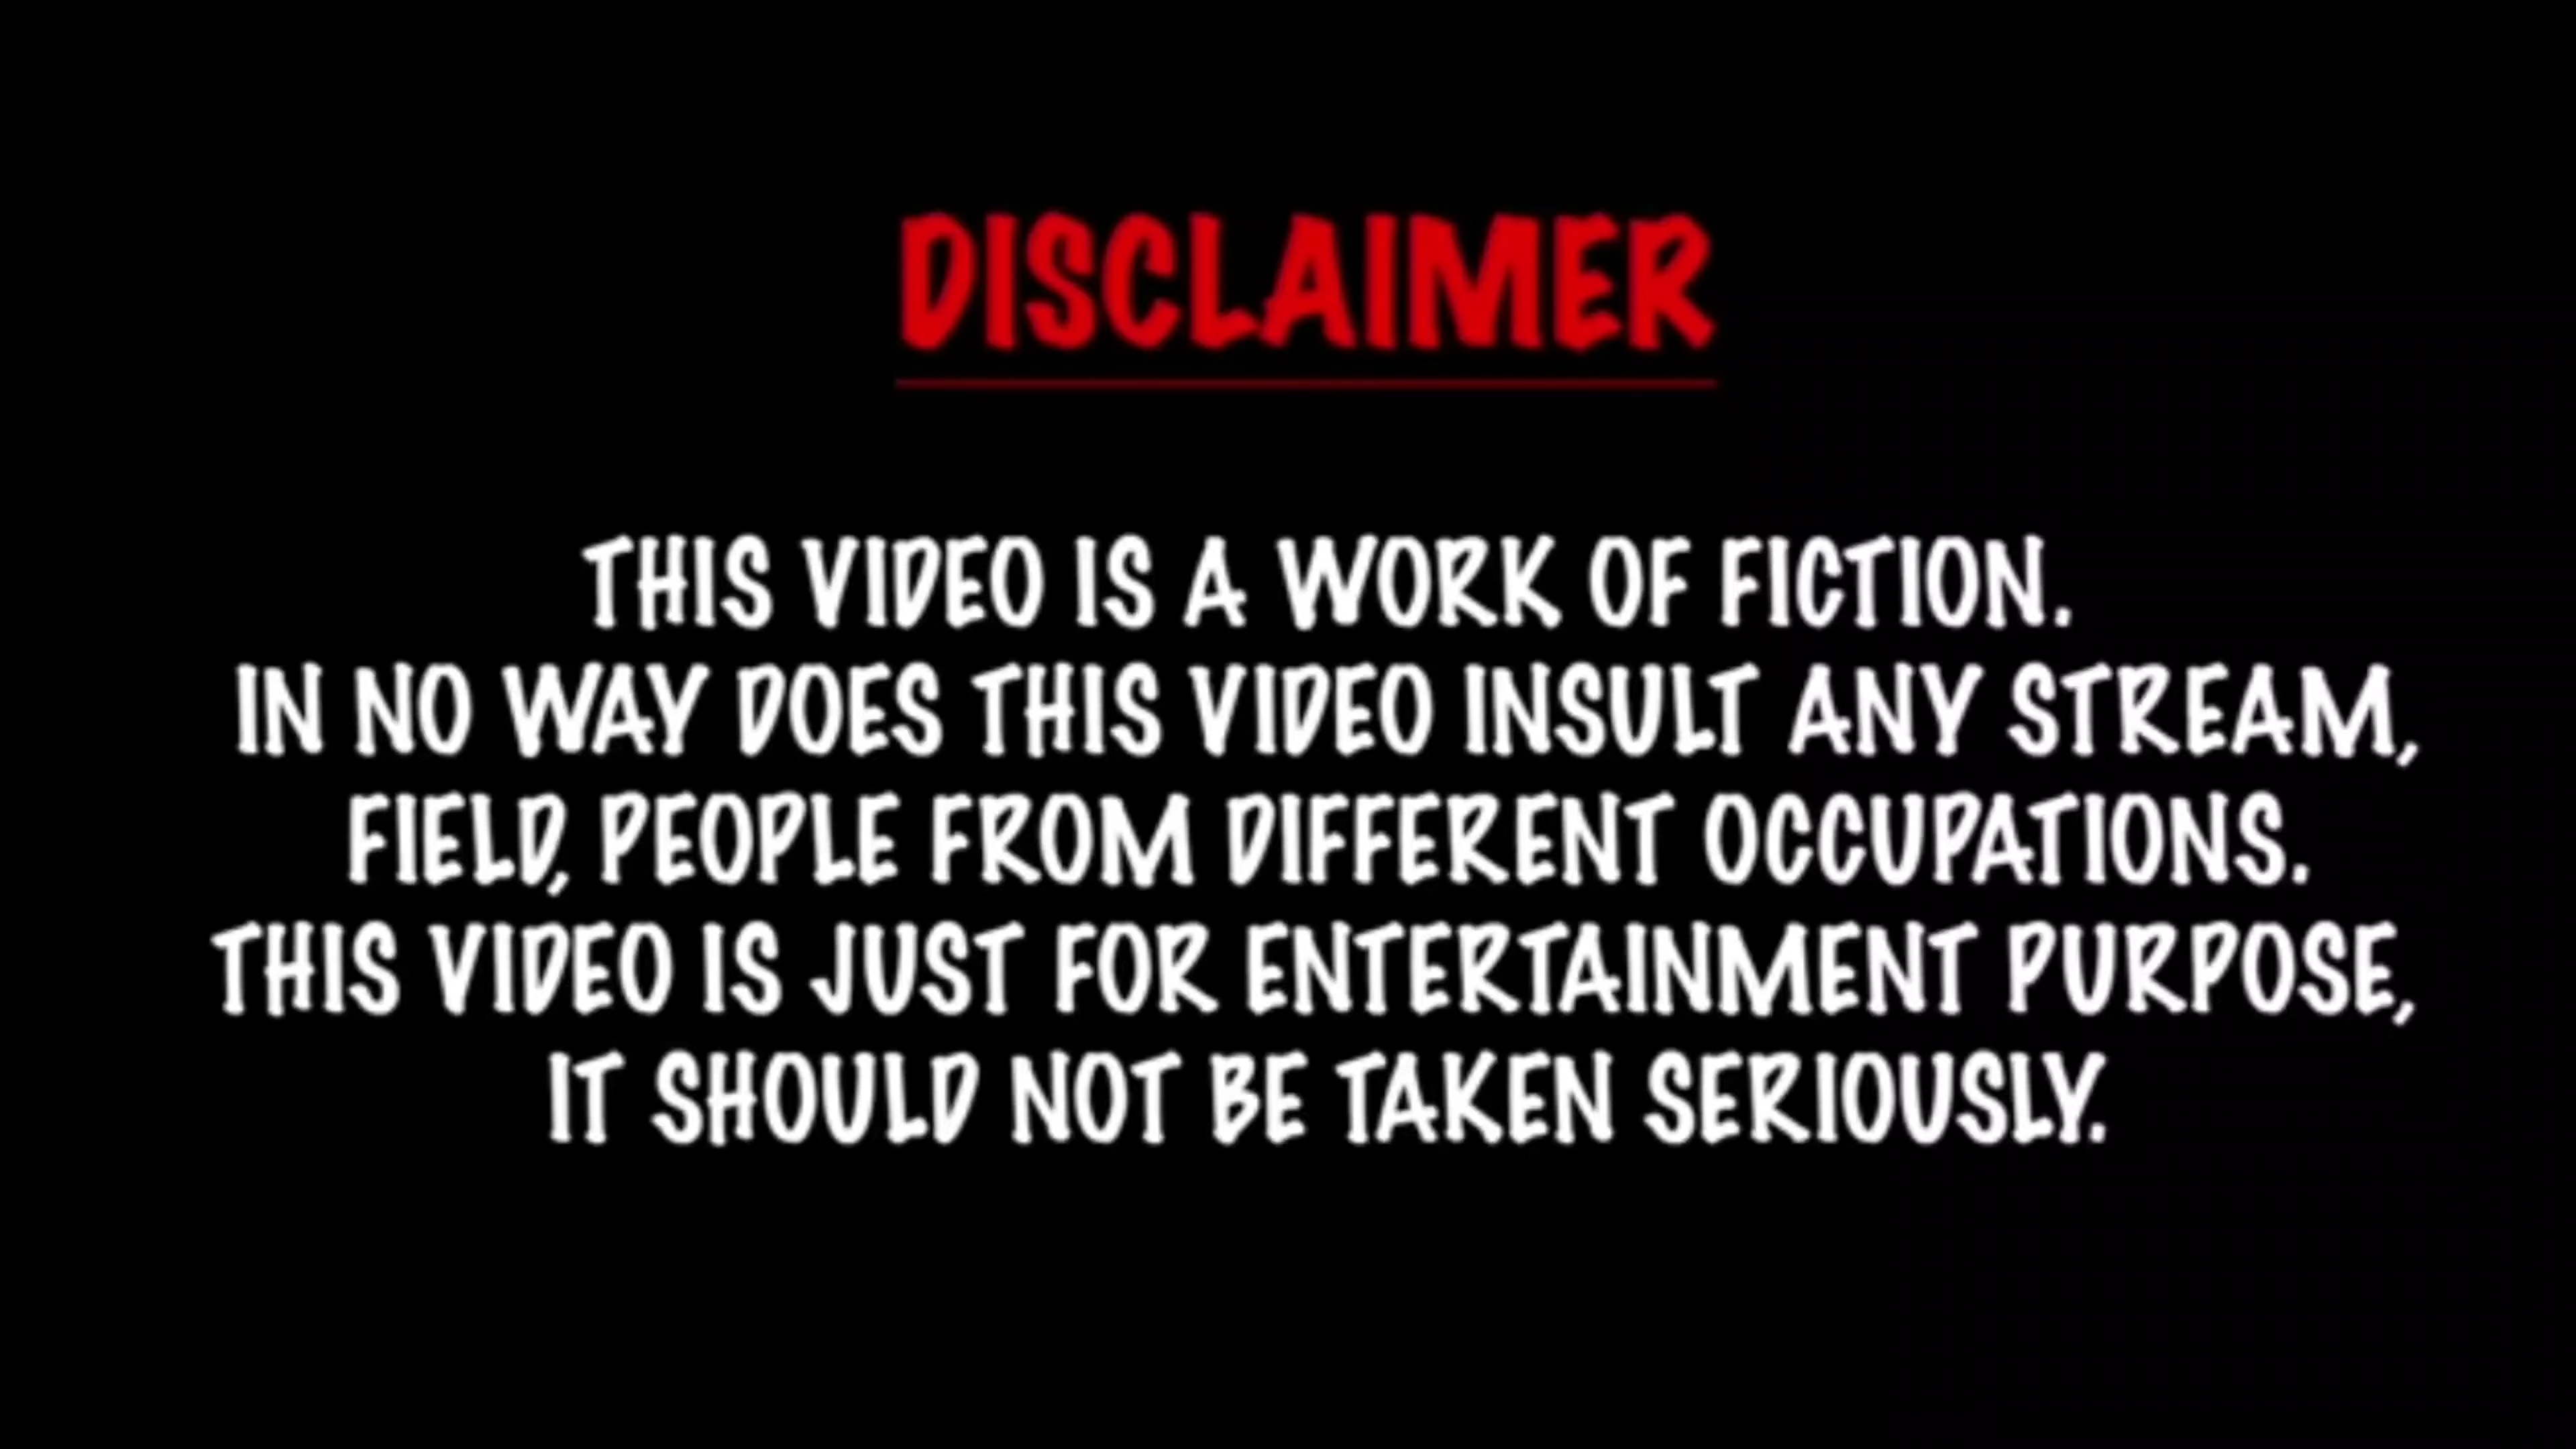 DISCLAIMER
THIS VIDEO IS A WORK OF FICTION.
IN NO WAY DOES THIS VIDEO INSULT ANY STREAM,
FIELD, PEOPLE FROM DIFFERENT OCCUPATIONS.
THIS VIDEO IS JUST FOR ENTERTAINMENT PURPOSE,
IT SHOULD NOT BE TAKEN SERIOUSLY.